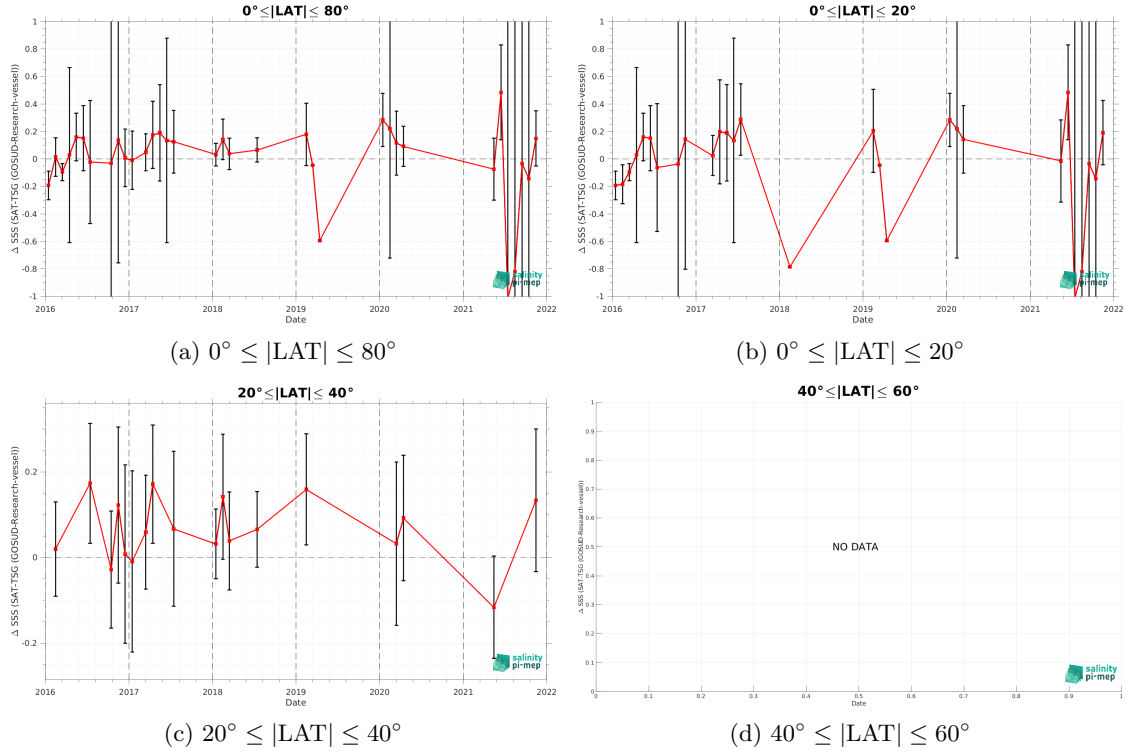 0°≤|LAT|≤ 80°
Δ SSS (SAT-TSG (GOSUD-Research-vessel))
1
0.8
0.6
0.4
0.2
0
-0.2
-0.4
-0.6
-0.8
-1
2016 2017 2018 2019 2020 2021 2022
Date
salinity
pi-mep
(a) 0° ≤ |LAT| ≤ 80°
0°≤|LAT|≤ 20°
Δ SSS (SAT-TSG (GOSUD-Research-vessel))
1
0.8
0.6
0.4
0.2
0
-0.2
-0.4
-0.6
-0.8
-1
2016 2017 2018 2019 2020 2021 2022
Date
salinity
pi-mep
(b) 0° ≤ |LAT| ≤ 20°
20°≤|LAT|≤ 40°
Δ SSS (SAT-TSG (GOSUD-Research-vessel))
0.2
0
-0.2
2016 2017 2018 2019 2020 2021 2022
Date
salinity
pi-mep
(c) 20° ≤ |LAT| ≤ 40°
40°≤|LAT|≤ 60°
Δ SSS (SAT-TSG (GOSUD-Research-vessel))
1
0.9
0.8
0.7
0.6
0.5
0.4
0.3
0.2
0.1
0
NO DATA
0 0.1 0.2 0.3 0.4 0.5 0.6 0.7 0.8 0.9 1
Date
salinity
pi-mep
(d) 40° ≤ |LAT| ≤ 60°